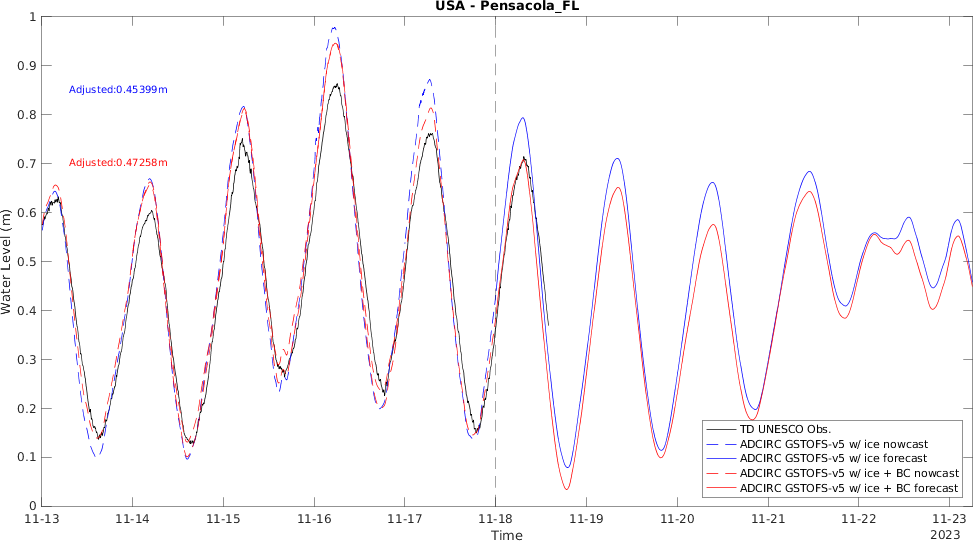 USA - Pensacola_FL
1
0.9
0.8
0.7
0.6
0.5
0.4
0.3
0.2
0.1
0
Water Level (m)
Adjusted:0.45399m
Adjusted:0.47258m
TD UNESCO Obs.
ADCIRC GSTOFS-v5 w/ ice nowcast
ADCIRC GSTOFS-v5 w/ ice forecast
ADCIRC GSTOFS-v5 w/ ice + BC nowcast
ADCIRC GSTOFS-v5 w/ ice + BC forecast
11-13 11-14 11-15 11-16 11-17 11-18 11-19 11-20 11-21 11-22 11-23
2023
Time